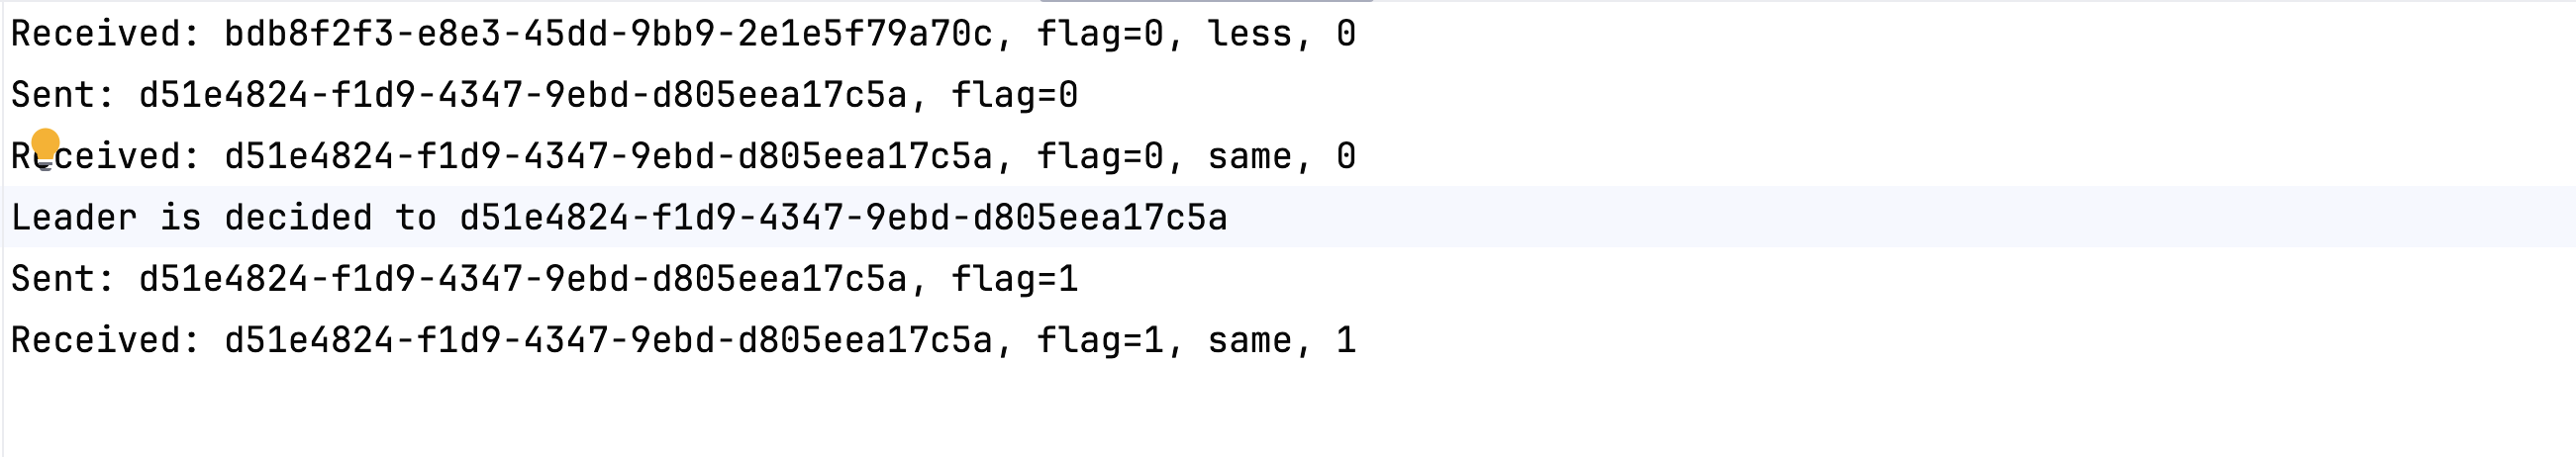 Received: bdb8f2f3-e8e3-45dd-9bb9-2e1e5f79a70c, flag=0, less, 0
Sent: d51e4824-f1d9-4347-9ebd-d805eea17c5a, flag=0
Received: d51e4824-f1d9-4347-9ebd-d805eea17c5a, flag=0, same, 0
Leader is decided to d51e4824-f1d9-4347-9ebd-d805eea17c5a
Sent: d51e4824-f1d9-4347-9ebd-d805eea17c5a, flag=1
Received: d51e4824-f1d9-4347-9ebd-d805eea17c5a, flag=1, same, 1